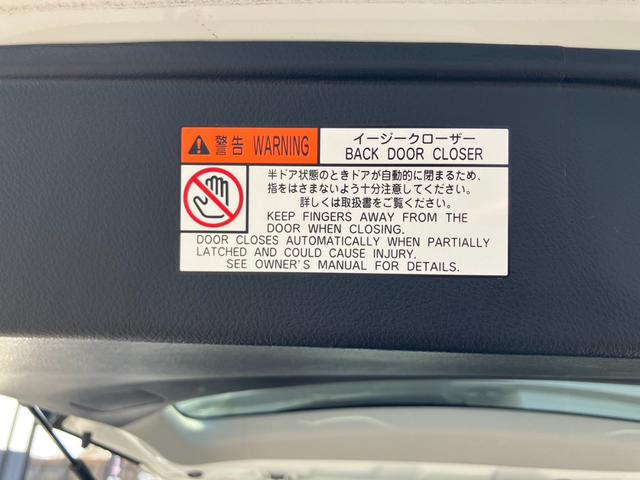 警告 WARNING
イージークローザー
BACK DOOR CLOSER
半ドア状態のときドアが自動的に閉まるため、
指をはさまないよう十分注意してください。
詳しくは取扱書をご覧ください。
KEEP FINGERS AWAY FROM THE
DOOR WHEN CLOSING.
DOOR CLOSES AUTOMATICALLY WHEN PARTIALLY
LATCHED AND COULD CAUSE INJURY.
SEE OWNER'S MANUAL FOR DETAILS.